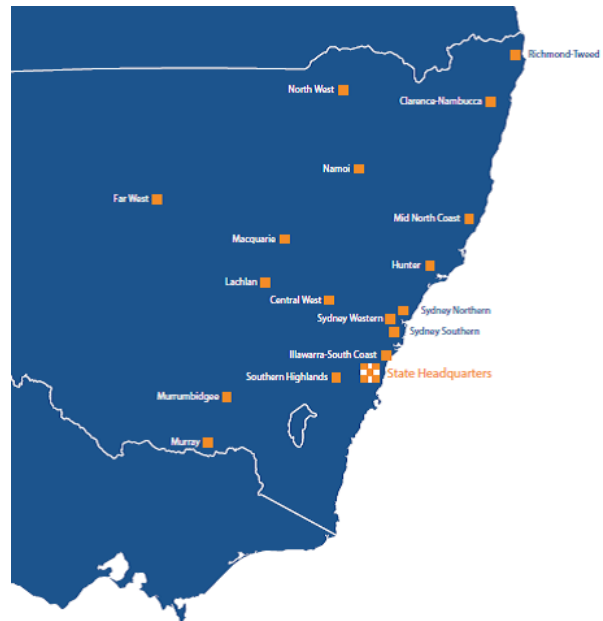 Richmond-Tweed
North West
Clarence-Nambucca
Namoi
Far West
Mid North Coast
Macquarie
Hunter
Lachlan
Central West
Sydney Northern
Sydney Western
Sydney Southern
Illawarra-South Coast
State Headquarters
Southern Highlands
Murrumbidgee
Murray